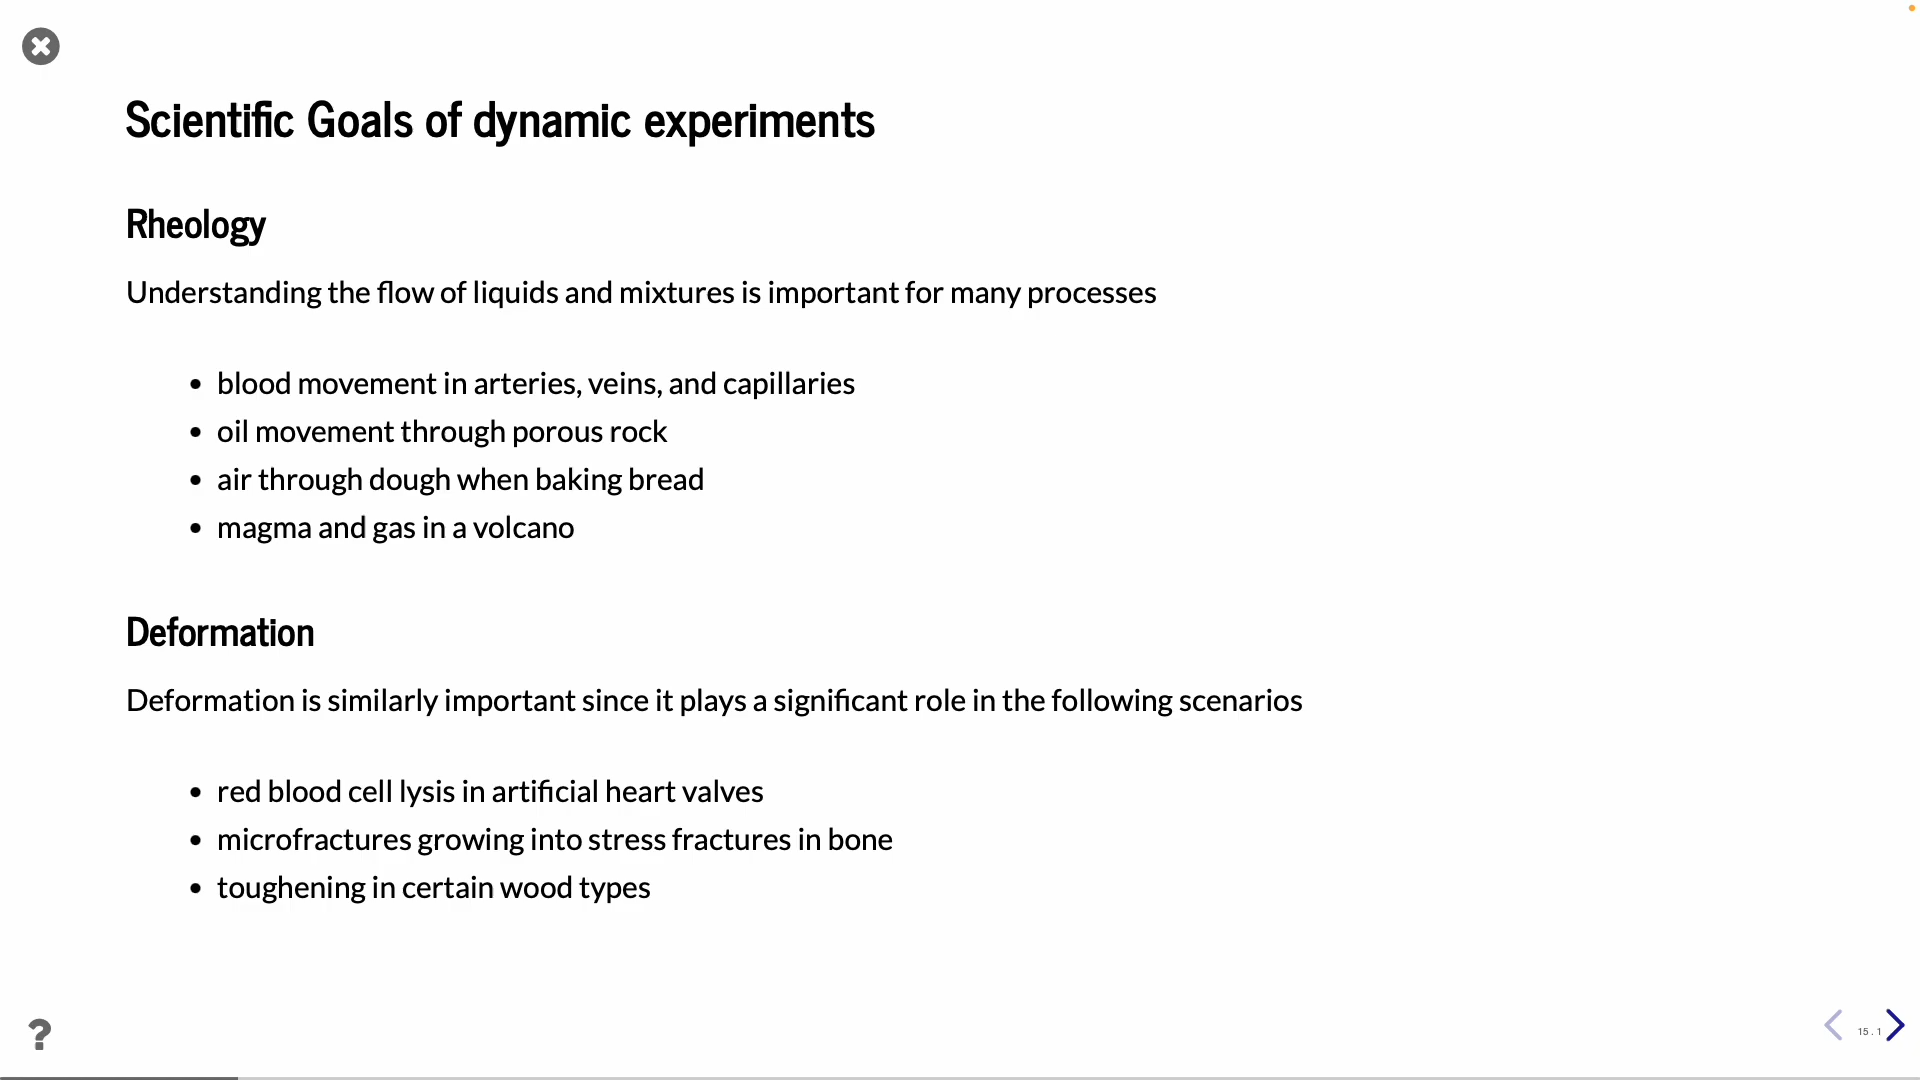 Scientific Goals of dynamic experiments
Rheology
Understanding the flow of liquids and mixtures is important for many processes
• blood movement in arteries, veins, and capillaries
• oil movement through porous rock
• air through dough when baking bread
• magma and gas in a volcano
Deformation
Deformation is similarly important since it plays a significant role in the following scenarios
• red blood cell lysis in artificial heart valves
• microfractures growing into stress fractures in bone
• toughening in certain wood types
?
15 . 1